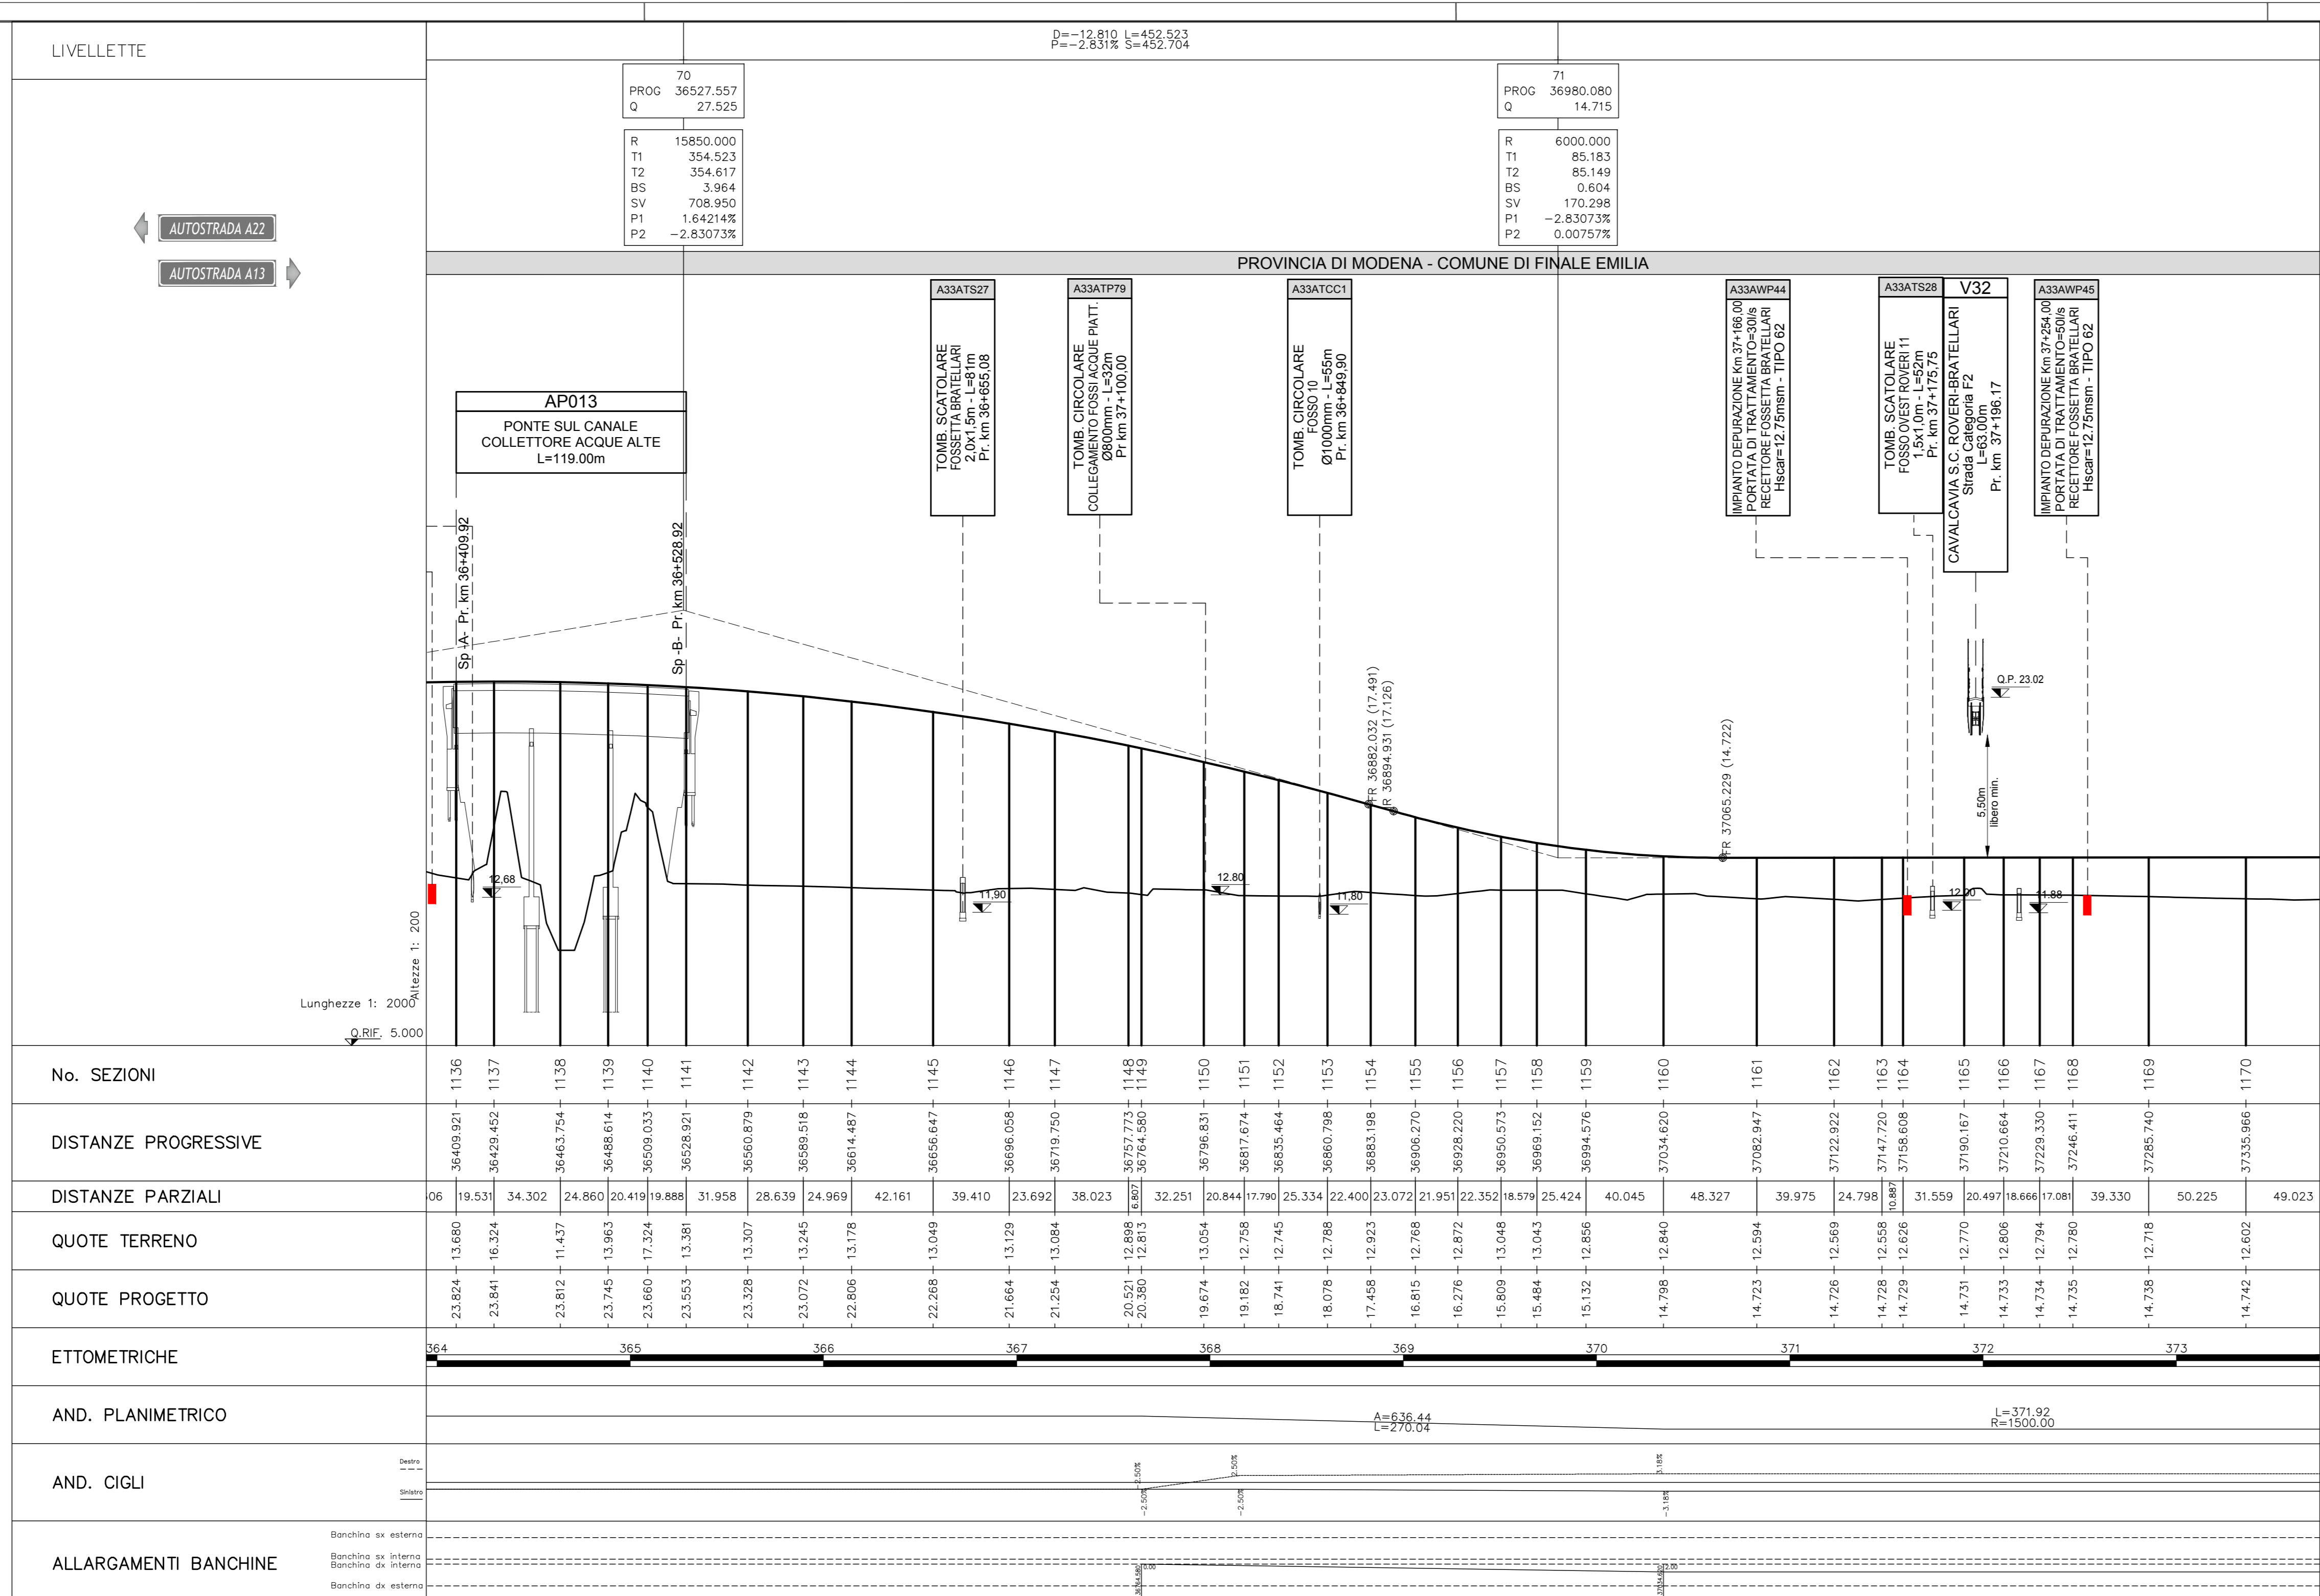 LIVELLETTE
D=-12.810 L=452.523
P=-2.831% S=452.704
70
PROG 36527.557
Q 27.525
R 15850.000
T1 354.523
T2 354.617
BS 3.964
SV 708.950
P1 1.64214%
P2 -2.83073%
71
PROG 36980.080
Q 14.715
R 6000.000
T1 85.183
T2 85.149
BS 0.604
SV 170.298
P1 -2.83073%
P2 0.00757%
AUTOSTRADA A22
AUTOSTRADA A13
PROVINCIA DI MODENA - COMUNE DI FINALE EMILIA
AP013
PONTE SUL CANALE
COLLETTORE ACQUE ALTE
L=119.00m
Sp -A- Pr. km 36+409.92
Sp -B- Pr. km 36+528.92
A33ATS27
TOMB. SCATOLARE
FOSSETTA BRATELLARI
2,0x1,5m - L=81m
Pr. km 36+655,08
A33ATP79
TOMB. CIRCOLARE
COLLEGAMENTO FOSSI ACQUE PIATT.
Ø800mm - L=32m
Pr km 37+100,00
A33ATCC1
TOMB. CIRCOLARE
FOSSO 10
Ø1000mm - L=55m
Pr. km 36+849,90
A33AWP44
IMPIANTO DEPURAZIONE Km 37+166,00
PORTATA DI TRATTAMENTO=30l/s
RECETTORE FOSSETTA BRATELLARI
Hscar=12.75msm - TIPO 62
A33ATS28
TOMB. SCATOLARE
FOSSO OVEST ROVERI 11
1,5x1,0m - L=52m
Pr. km 37+175,75
V32
CAVALCAVIA S.C. ROVERI-BRATELLARI
Strada Categoria F2
L=63.00m
Pr. km 37+196.17
A33AWP45
IMPIANTO DEPURAZIONE Km 37+254,00
PORTATA DI TRATTAMENTO=50l/s
RECETTORE FOSSETTA BRATELLARI
Hscar=12.75msm - TIPO 62
FR 36882.032 (17.491)
FR 36894.931 (17.126)
FR 37065.229 (14.722)
Q.P. 23.02
5,50m
libero min.
12,68
11,90
12.80
11,80
12.00
11.88
Altezze 1: 200
Lunghezze 1: 2000
Q.RIF. 5.000
No. SEZIONI
1136 1137 1138 1139 1140 1141 1142 1143 1144 1145 1146 1147 1148 1149 1150 1151 1152 1153 1154 1155 1156 1157 1158 1159 1160 1161 1162 1163 1164 1165 1166 1167 1168 1169 1170
DISTANZE PROGRESSIVE
36409.921 36429.452 36463.754 36488.614 36509.033 36528.921 36560.879 36589.518 36614.487 36656.647 36696.058 36719.750 36757.773 36764.580 36796.831 36817.674 36835.464 36860.798 36883.198 36906.270 36928.220 36950.573 36969.152 36994.576 37034.620 37082.947 37122.922 37147.720 37158.608 37190.167 37210.664 37229.330 37246.411 37285.740 37335.966
DISTANZE PARZIALI
06 19.531 34.302 24.860 20.419 19.888 31.958 28.639 24.969 42.161 39.410 23.692 38.023 6.807 32.251 20.844 17.790 25.334 22.400 23.072 21.951 22.352 18.579 25.424 40.045 48.327 39.975 24.798 10.887 31.559 20.497 18.666 17.081 39.330 50.225 49.023
QUOTE TERRENO
13.680 16.324 11.437 13.963 17.324 13.381 13.307 13.245 13.178 13.049 13.129 13.084 12.898 12.813 13.054 12.758 12.745 12.788 12.923 12.768 12.872 13.048 13.043 12.856 12.840 12.594 12.569 12.558 12.626 12.770 12.806 12.794 12.780 12.718 12.602
QUOTE PROGETTO
23.824 23.841 23.812 23.745 23.660 23.553 23.328 23.072 22.806 22.268 21.664 21.254 20.521 20.380 19.674 19.182 18.741 18.078 17.458 16.815 16.276 15.809 15.484 15.132 14.798 14.723 14.726 14.728 14.729 14.731 14.733 14.734 14.735 14.738 14.742
ETTOMETRICHE
364 365 366 367 368 369 370 371 372 373
AND. PLANIMETRICO
A=636.44
L=270.04
L=371.92
R=1500.00
AND. CIGLI
Destro
Sinistro
-2.50% 2.50% 3.18%
-2.50% -2.50% -3.18%
ALLARGAMENTI BANCHINE
Banchina sx esterna
Banchina sx interna
Banchina dx interna
Banchina dx esterna
36764.580 0.00
37034.620 2.00